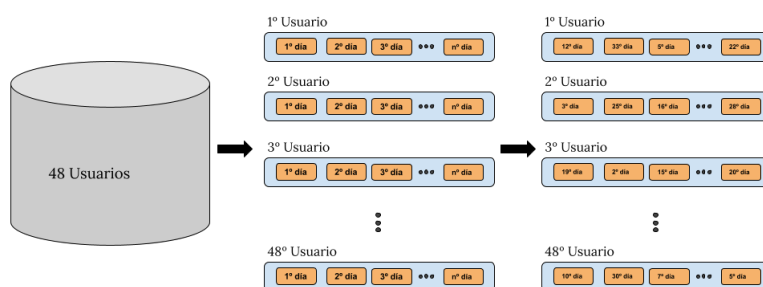 48 Usuarios
1º Usuario
1º día 2º día 3º día nº día
2º Usuario
1º día 2º día 3º día nº día
3º Usuario
1º día 2º día 3º día nº día
48º Usuario
1º día 2º día 3º día nº día
1º Usuario
12º día 33º día 5º día 22º día
2º Usuario
3º día 25º día 16º día 28º día
3º Usuario
19º día 2º día 15º día 20º día
48º Usuario
10º día 30º día 7º día 5º día